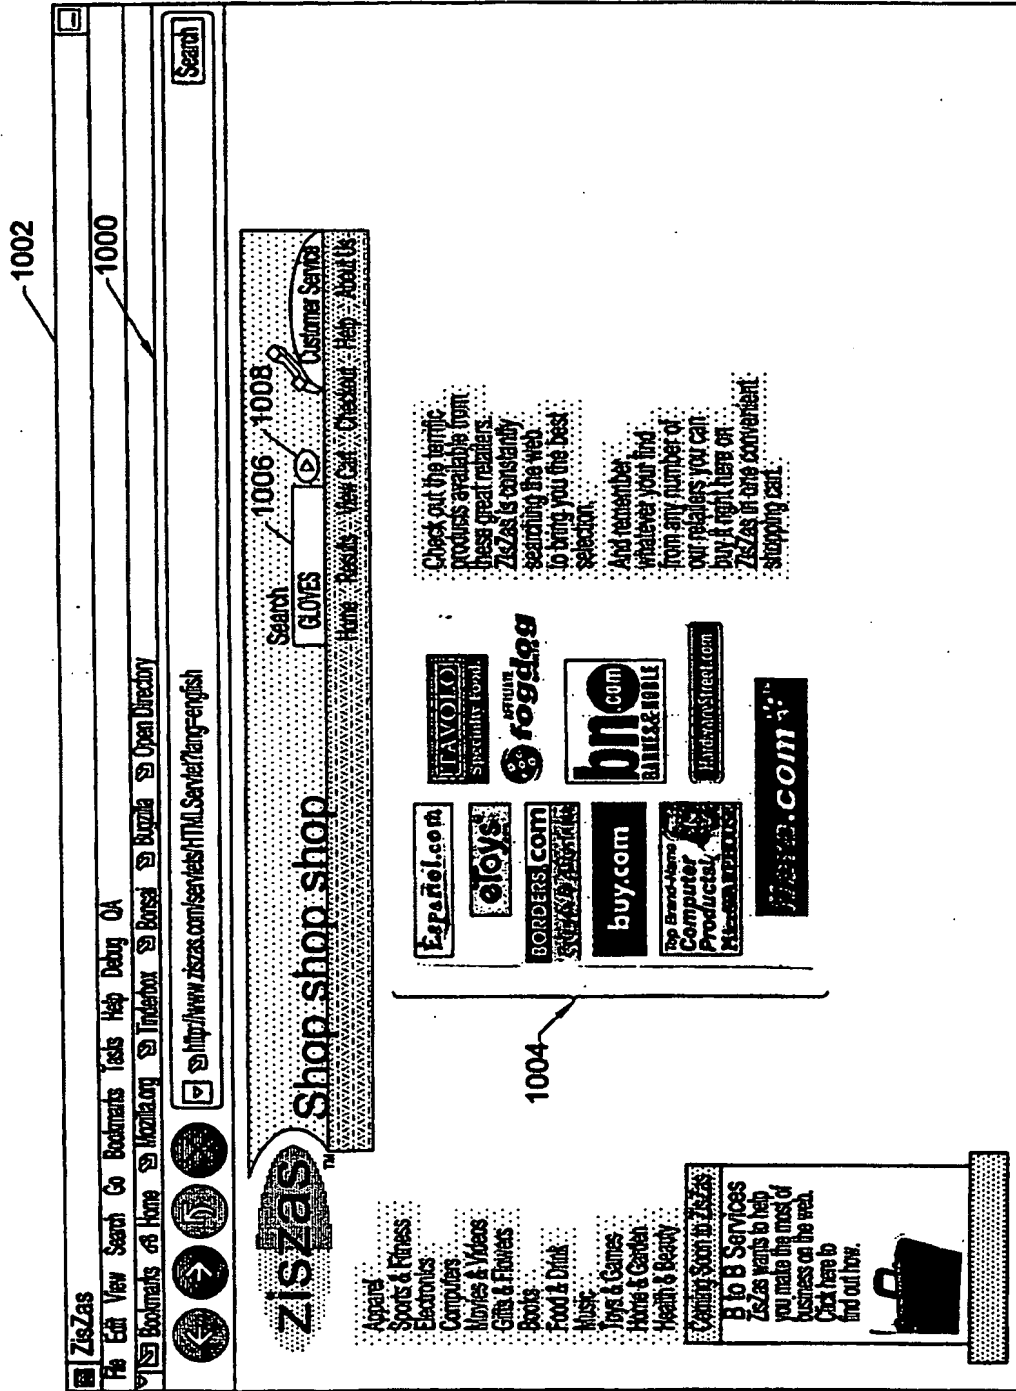 1002
ZisZas
File Edit View Search Go Bookmarks Tasks Help Debug QA
1000
Bookmarks Home Mozilla.org Tinderbox Bonsai Bugzilla Open Directory
http://www.ziszas.com/servlets/HTMLServlet?lang=english
Search
ziszas™
Shop shop shop
Search
1006
1008
GLOVES
Customer Service
Home Results View Cart Checkout Help About Us
Apparel
Sports & Fitness
Electronics
Computers
Movies & Videos
Gifts & Flowers
Books
Food & Drink
Music
Toys & Games
Home & Garden
Health & Beauty
Coming Soon to ZisZas
B to B Services
ZisZas wants to help
you make the most of
business on the web.
Click here to
find out how.
1004
Español.com
eToys
BORDERS.com
buy.com
Top Brand-Name
Computer
Products!
TAVOLO
AFFILIATE
fogdog
bn.com
BARNES & NOBLE
HardwareStreet.com
.com
Check out the terrific
products available from
these great retailers.
ZisZas is constantly
searching the web
to bring you the best
selection.
And remember
whatever your find
from any number of
our retailers you can
buy it right here on
ZisZas in one convenient
shopping cart.